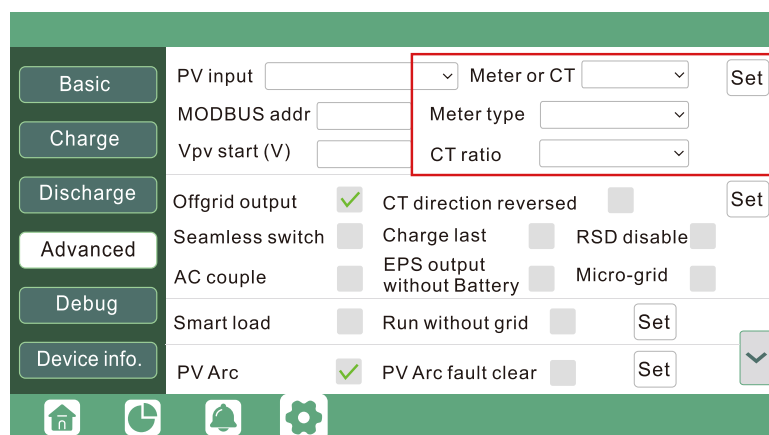 Basic
Charge
Discharge
Advanced
Debug
Device info.
PV input Meter or CT Set
MODBUS addr Meter type
Vpv start (V) CT ratio
Offgrid output CT direction reversed Set
Seamless switch Charge last RSD disable
AC couple EPS output without Battery Micro-grid
Smart load Run without grid Set
PV Arc PV Arc fault clear Set